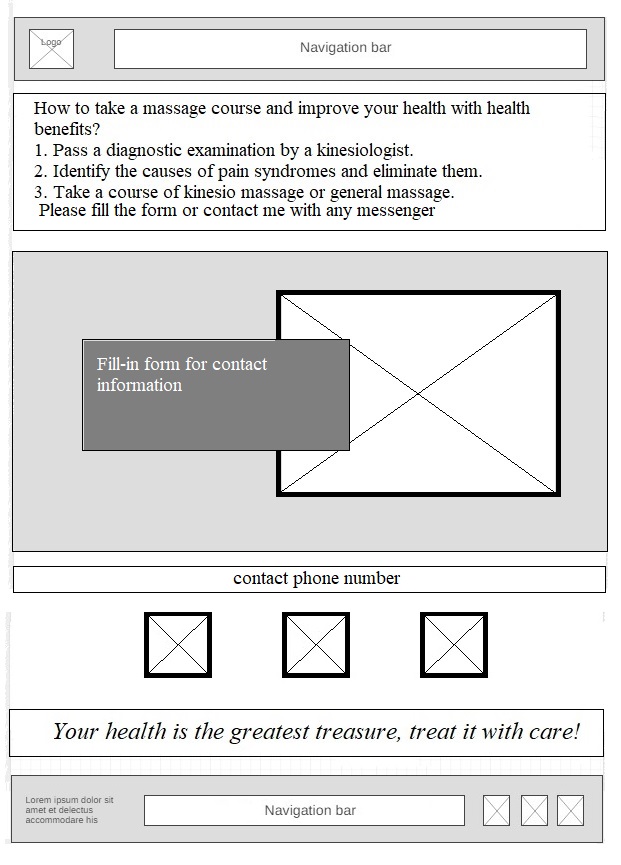 Logo
Navigation bar
How to take a massage course and improve your health with health
benefits?
1. Pass a diagnostic examination by a kinesiologist.
2. Identify the causes of pain syndromes and eliminate them.
3. Take a course of kinesio massage or general massage.
Please fill the form or contact me with any messenger
Fill-in form for contact
information
contact phone number
Your health is the greatest treasure, treat it with care!
Lorem ipsum dolor sit
amet et delectus
accommodare his
Navigation bar